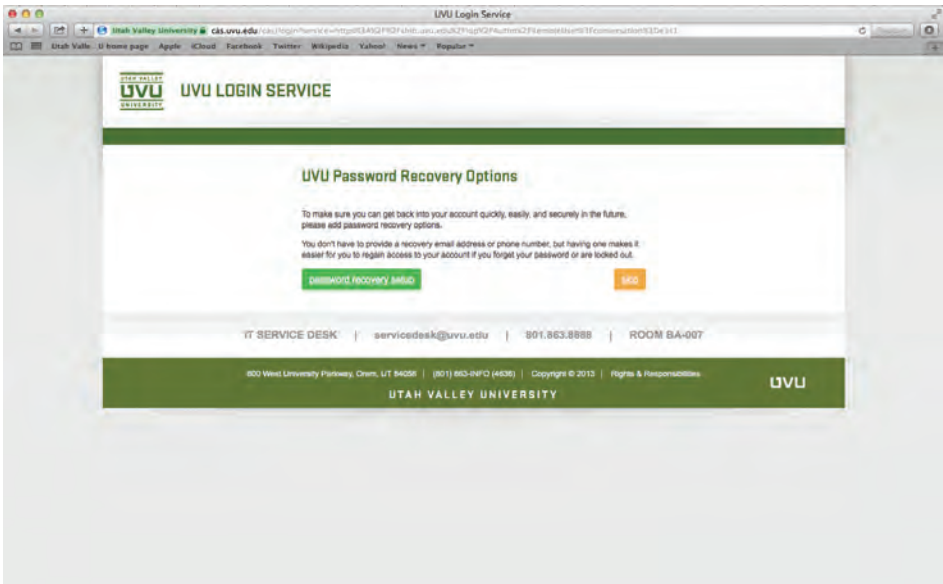 UVU Login Service
Utah Valley University cas.uvu.edu
Utah Valle U home page Apple iCloud Facebook Twitter Wikipedia Yahoo! News Popular
UTAH VALLEY
UVU
UNIVERSITY
UVU LOGIN SERVICE
UVU Password Recovery Options
To make sure you can get back into your account quickly, easily, and securely in the future,
please add password recovery options.
You don't have to provide a recovery email address or phone number, but having one makes it
easier for you to regain access to your account if you forget your password or are locked out.
password recovery setup skip
IT SERVICE DESK | servicedesk@uvu.edu | 801.863.8888 | ROOM BA-007
800 West University Parkway, Orem, UT 84058 | (801) 863-INFO (4636) | Copyright © 2013 | Rights & Responsibilities
UTAH VALLEY UNIVERSITY
UVU